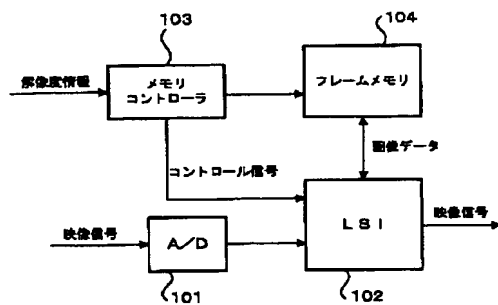 103
104
解像度情報
メモリ
コントローラ
フレームメモリ
画像データ
コントロール信号
映像信号
A/D
LSI
映像信号
101
102